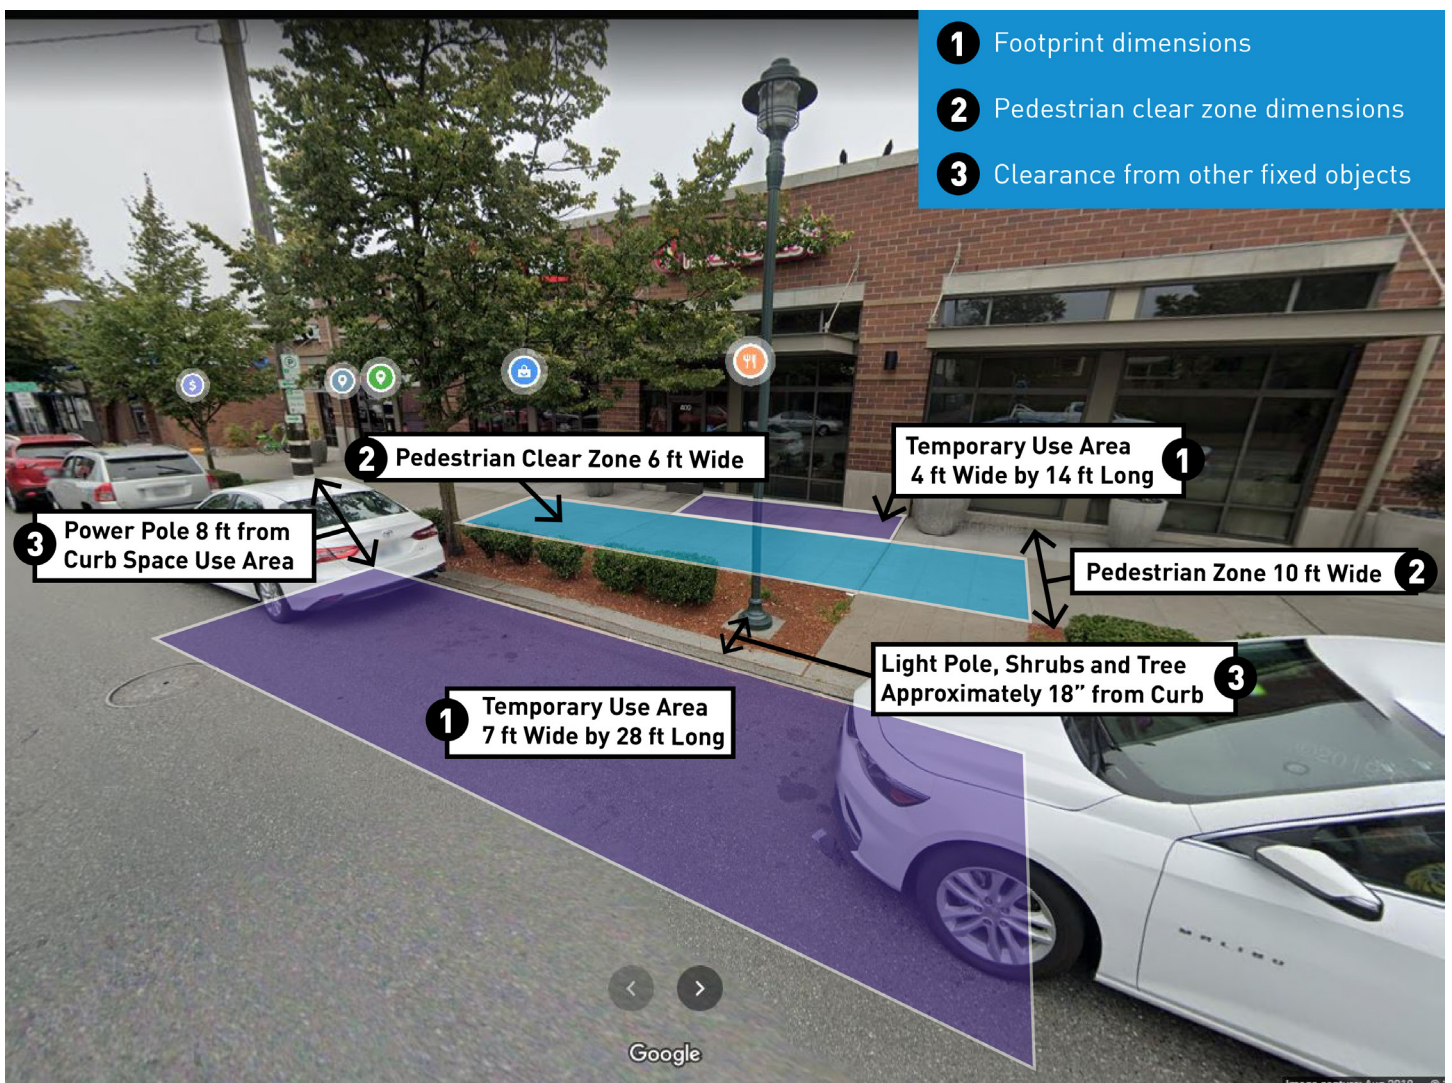 1 Footprint dimensions
2 Pedestrian clear zone dimensions
3 Clearance from other fixed objects
2 Pedestrian Clear Zone 6 ft Wide
Temporary Use Area
4 ft Wide by 14 ft Long 1
Power Pole 8 ft from
3 Curb Space Use Area
Pedestrian Zone 10 ft Wide 2
Light Pole, Shrubs and Tree
Approximately 18” from Curb 3
1 Temporary Use Area
7 ft Wide by 28 ft Long
MALIBU
Google